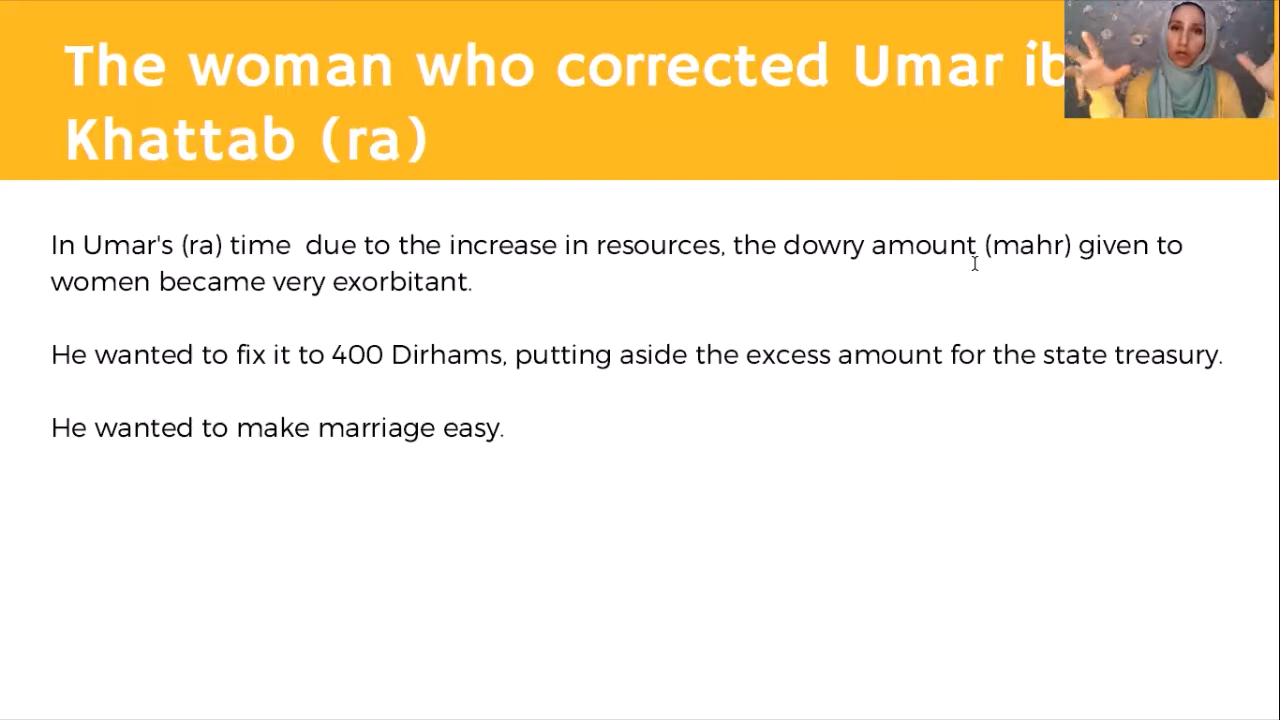 The woman who corrected Umar ib
Khattab (ra)
In Umar's (ra) time  due to the increase in resources, the dowry amount (mahr) given to
women became very exorbitant.
He wanted to fix it to 400 Dirhams, putting aside the excess amount for the state treasury.
He wanted to make marriage easy.